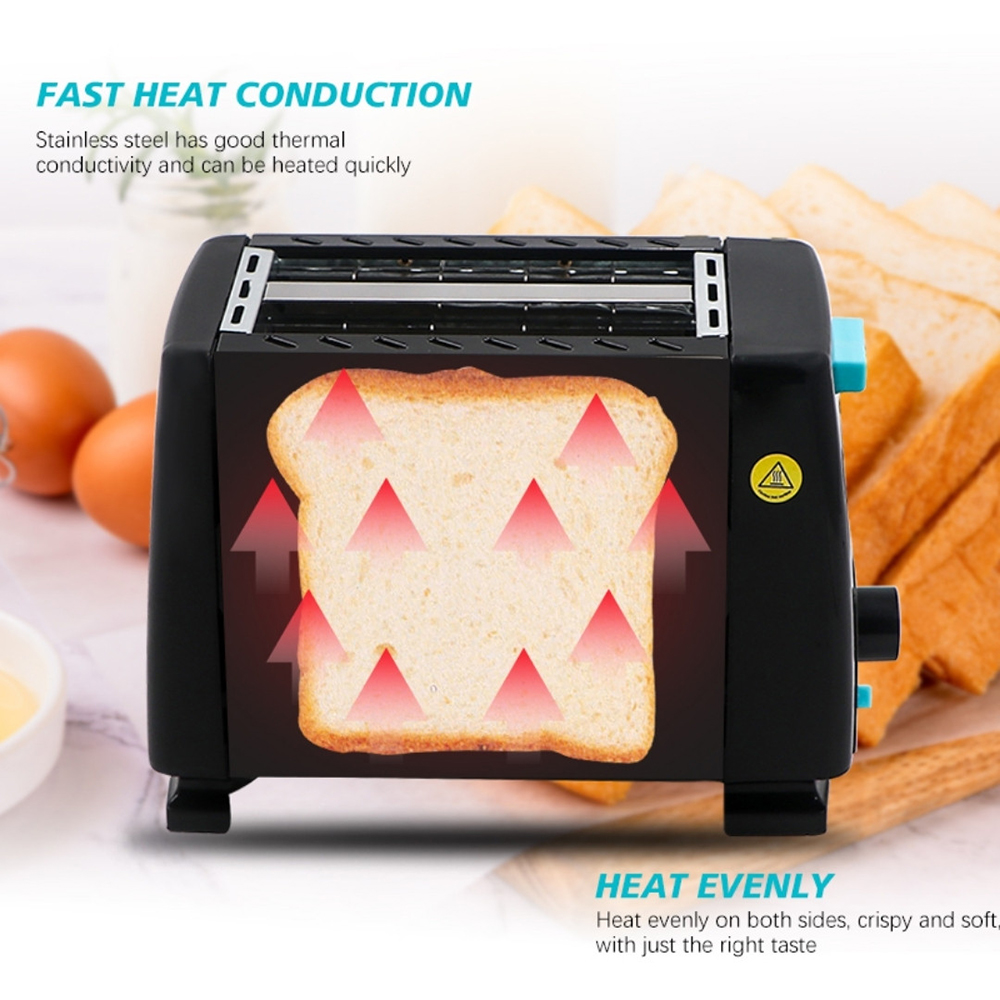 FAST HEAT CONDUCTION
Stainless steel has good thermal
conductivity and can be heated quickly
HEAT EVENLY
Heat evenly on both sides, crispy and soft,
with just the right taste